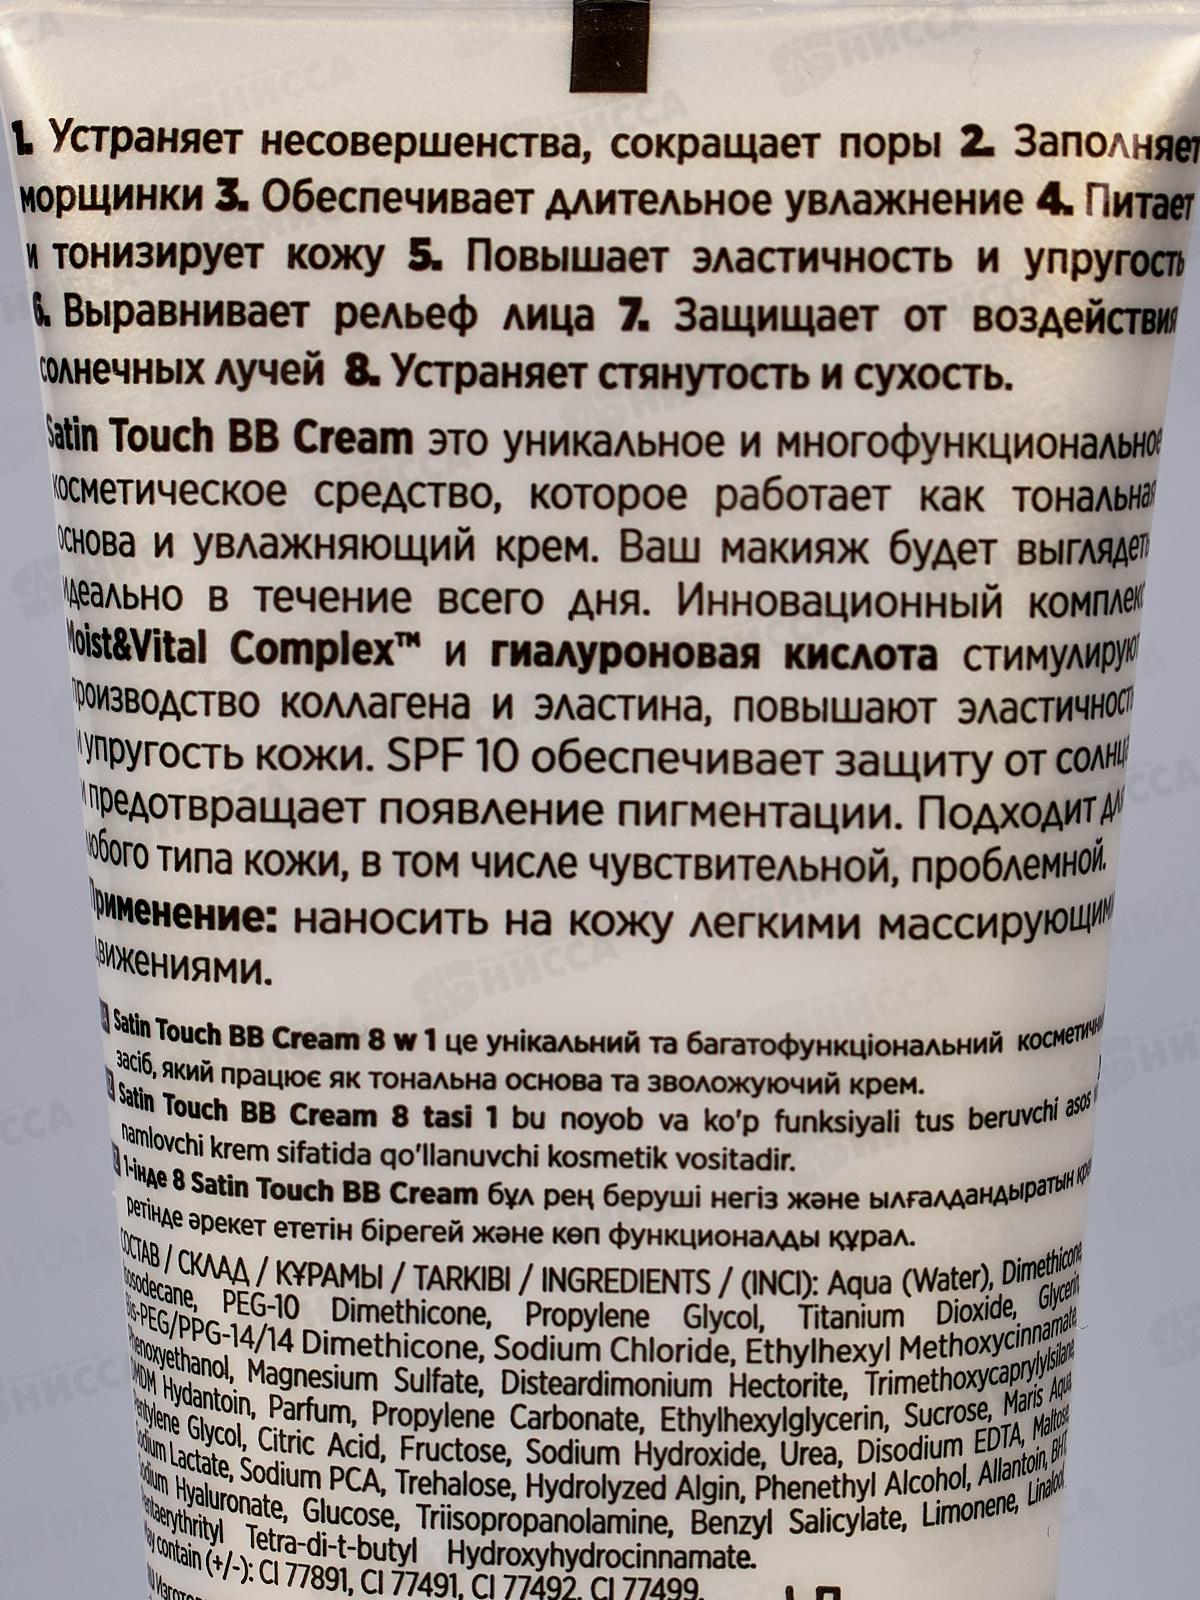 1. Устраняет несовершенства, сокращает поры 2. Заполняет
морщинки 3. Обеспечивает длительное увлажнение 4. Питает
и тонизирует кожу 5. Повышает эластичность и упругость
6. Выравнивает рельеф лица 7. Защищает от воздействия
солнечных лучей 8. Устраняет стянутость и сухость.
Satin Touch BB Cream это уникальное и многофункциональное
косметическое средство, которое работает как тональная
основа и увлажняющий крем. Ваш макияж будет выглядеть
идеально в течение всего дня. Инновационный комплекс
Moist&Vital Complex™ и гиалуроновая кислота стимулируют
производство коллагена и эластина, повышают эластичность
и упругость кожи. SPF 10 обеспечивает защиту от солнца
и предотвращает появление пигментации. Подходит для
любого типа кожи, в том числе чувствительной, проблемной.
Применение: наносить на кожу легкими массирующими
движениями.
Satin Touch BB Cream 8 w 1 це унікальний та багатофункціональний косметичний
засіб, який працює як тональна основа та зволожуючий крем.
Satin Touch BB Cream 8 tasi 1 bu noyob va ko'p funksiyali tus beruvchi asos
namlovchi krem sifatida qo'llanuvchi kosmetik vositadir.
1-інде 8 Satin Touch BB Cream бұл рең беруші негіз және ылғалдандыратын
ретінде әрекет ететін бірегей және көп функционалды құрал.
СОСТАВ / СКЛАД / ҚҰРАМЫ / TARKIBI / INGREDIENTS / (INCI): Aqua (Water), Dimethicone,
Isosodecane, PEG-10 Dimethicone, Propylene Glycol, Titanium Dioxide, Glycerin,
Bis-PEG/PPG-14/14 Dimethicone, Sodium Chloride, Ethylhexyl Methoxycinnamate,
Phenoxyethanol, Magnesium Sulfate, Disteardimonium Hectorite, Trimethoxycaprylylsilane,
DMDM Hydantoin, Parfum, Propylene Carbonate, Ethylhexylglycerin, Sucrose, Maris Aqua,
Pentylene Glycol, Citric Acid, Fructose, Sodium Hydroxide, Urea, Disodium EDTA, Maltose,
Sodium Lactate, Sodium PCA, Trehalose, Hydrolyzed Algin, Phenethyl Alcohol, Allantoin, BHT,
Sodium Hyaluronate, Glucose, Triisopropanolamine, Benzyl Salicylate, Limonene, Linalool,
Pentaerythrityl Tetra-di-t-butyl Hydroxyhydrocinnamate.
May contain (+/-): CI 77891, CI 77491, CI 77492, CI 77499.